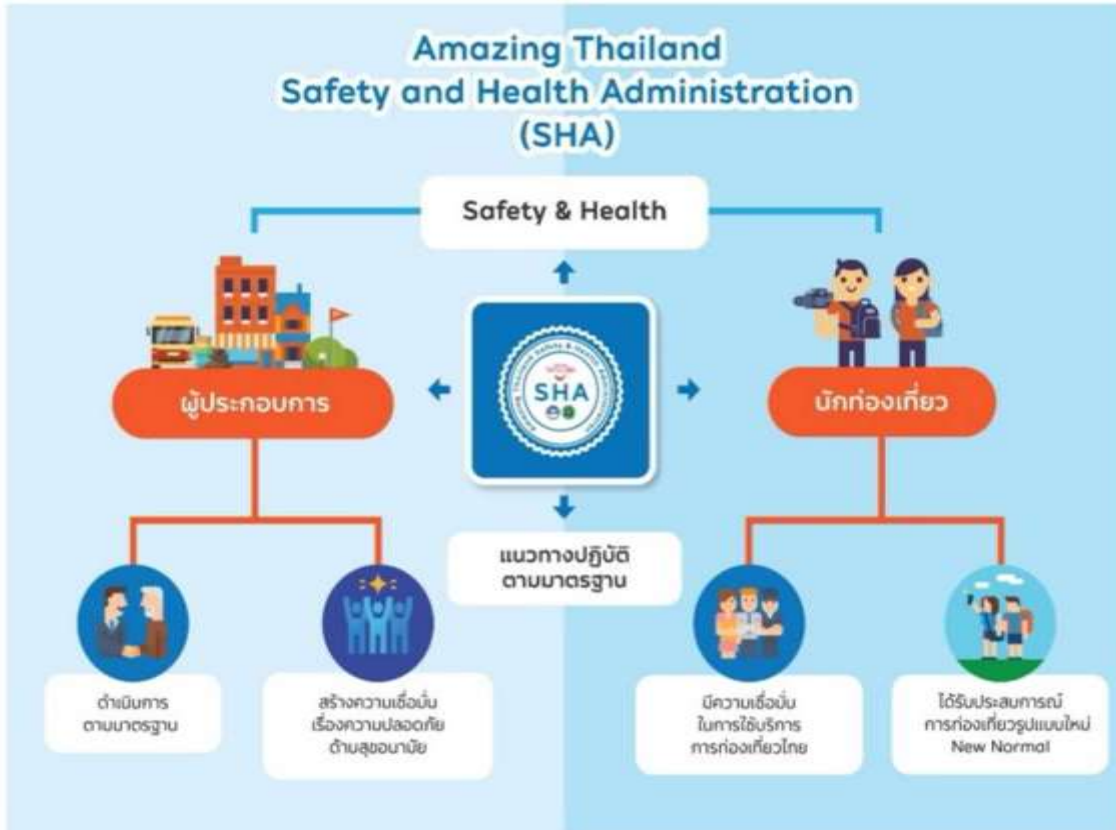 Amazing Thailand
Safety and Health Administration
(SHA)
Safety & Health
ผู้ประกอบการ
Amazing Thailand Safety & Health Administration
SHA
นักท่องเที่ยว
แนวทางปฏิบัติ
ตามมาตรฐาน
ดำเนินการ
ตามมาตรฐาน
สร้างความเชื่อมั่น
เรื่องความปลอดภัย
ด้านสุขอนามัย
มีความเชื่อมั่น
ในการใช้บริการ
การท่องเที่ยวไทย
ได้รับประสบการณ์
การท่องเที่ยวรูปแบบใหม่
New Normal